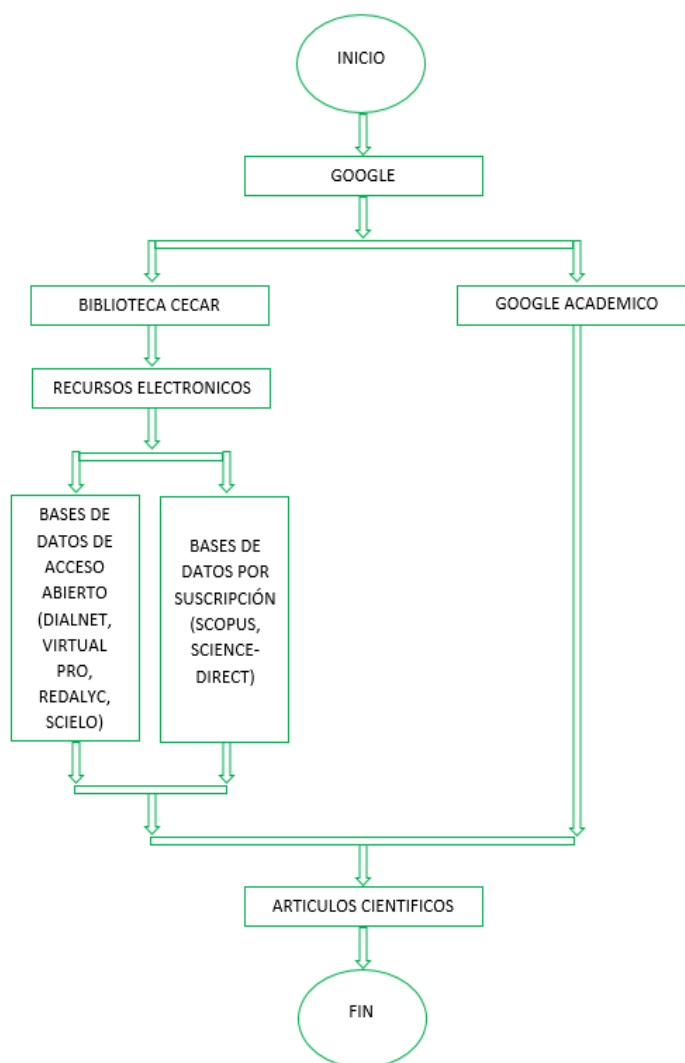 INICIO
GOOGLE
BIBLIOTECA CECAR
GOOGLE ACADEMICO
RECURSOS ELECTRONICOS
BASES DE
DATOS DE
ACCESO
ABIERTO
(DIALNET,
VIRTUAL
PRO,
REDALYC,
SCIELO)
BASES DE
DATOS POR
SUSCRIPCIÓN
(SCOPUS,
SCIENCE-
DIRECT)
ARTICULOS CIENTIFICOS
FIN